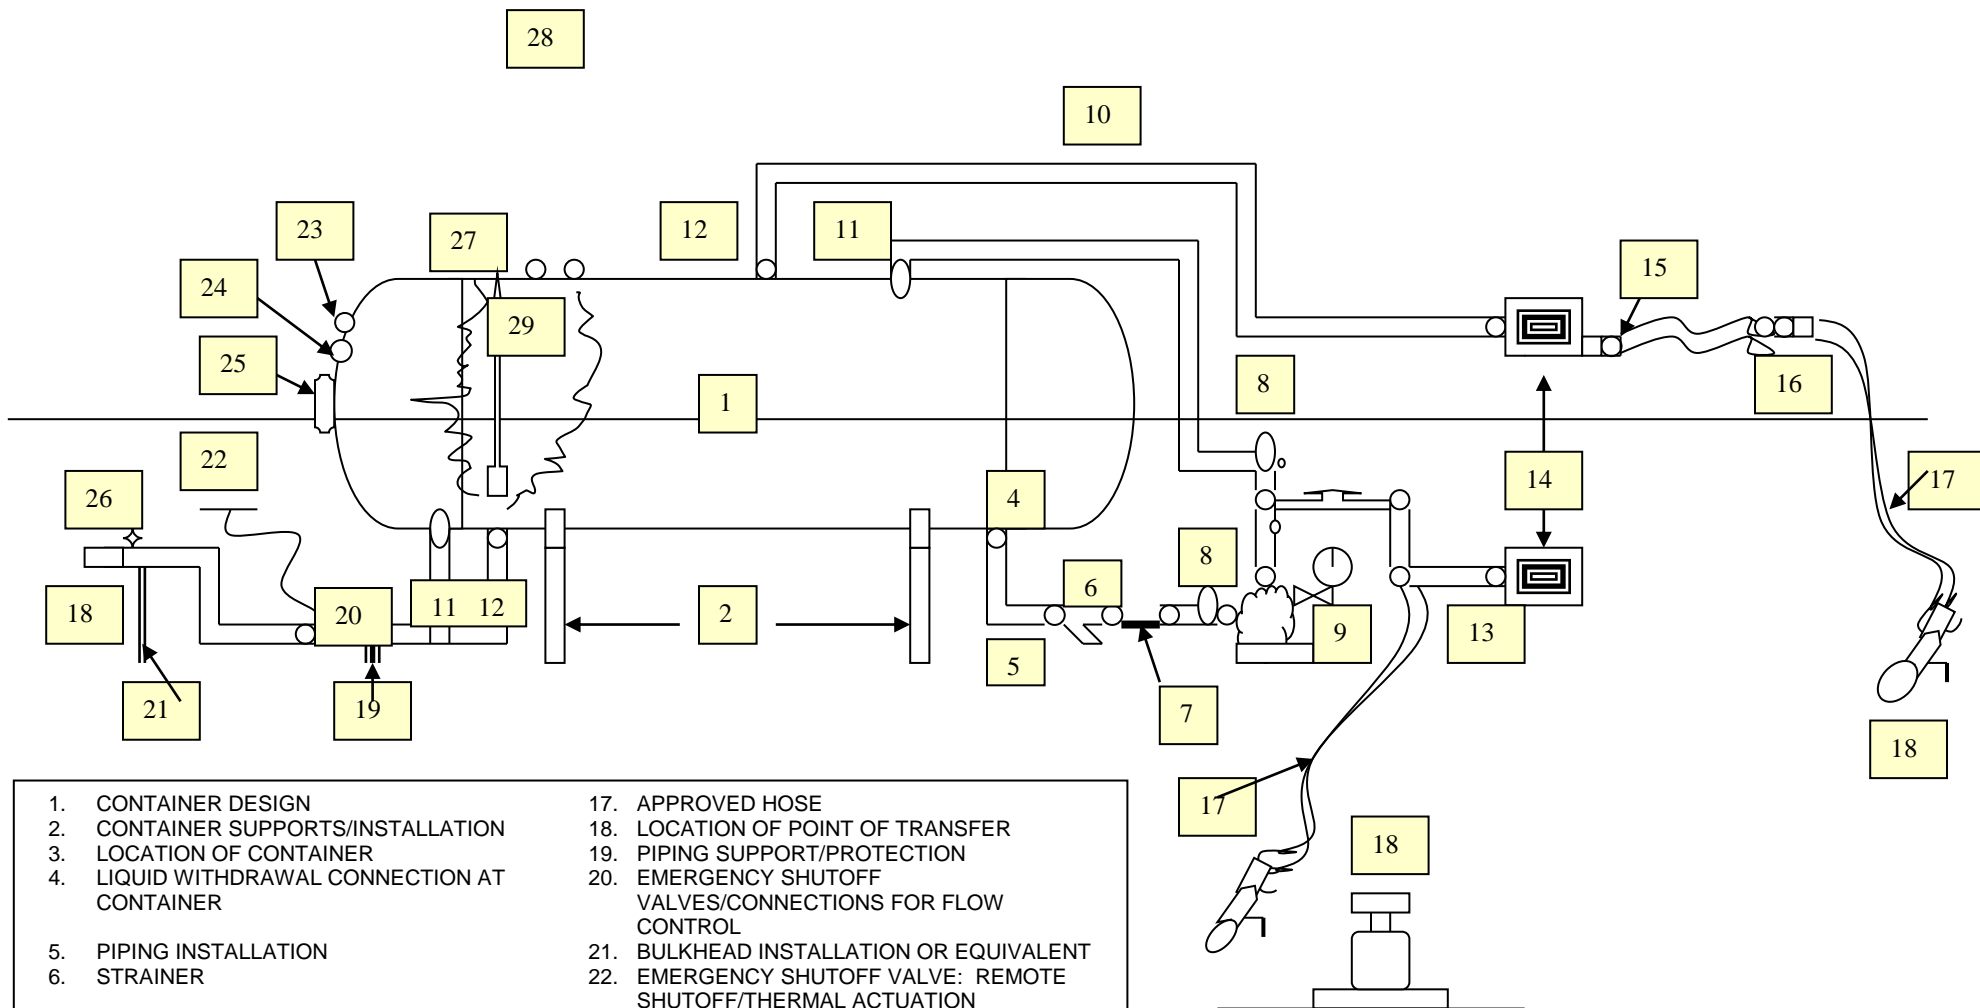 28
10
23
27
12
11
24
15
29
25
8
1
16
22
14
17
26
4
8
6
18
20
11
12
2
9
13
5
21
19
7
18
17
18
1. CONTAINER DESIGN
2. CONTAINER SUPPORTS/INSTALLATION
3. LOCATION OF CONTAINER
4. LIQUID WITHDRAWAL CONNECTION AT
CONTAINER
5. PIPING INSTALLATION
6. STRAINER
17. APPROVED HOSE
18. LOCATION OF POINT OF TRANSFER
19. PIPING SUPPORT/PROTECTION
20. EMERGENCY SHUTOFF
VALVES/CONNECTIONS FOR FLOW
CONTROL
21. BULKHEAD INSTALLATION OR EQUIVALENT
22. EMERGENCY SHUTOFF VALVE: REMOTE
SHUTOFF/THERMAL ACTUATION